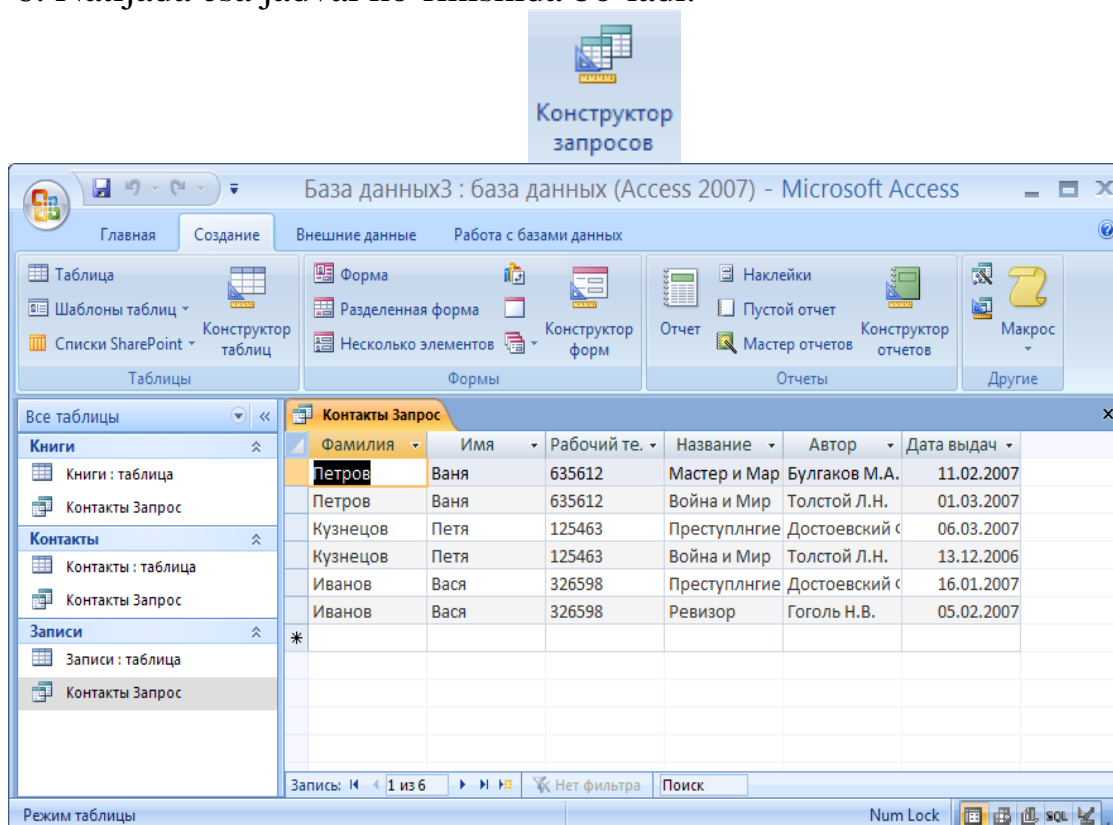 Конструктор
запросов
База данных3 : база данных (Access 2007) - Microsoft Access
Главная Создание Внешние данные Работа с базами данных
Таблица
Шаблоны таблиц
Списки SharePoint
Конструктор
таблиц
Таблицы
Форма
Разделенная форма
Несколько элементов
Конструктор
форм
Формы
Отчет
Наклейки
Пустой отчет
Мастер отчетов
Конструктор
отчетов
Отчеты
Макрос
Другие
Все таблицы
Книги
Книги : таблица
Контакты Запрос
Контакты
Контакты : таблица
Контакты Запрос
Записи
Записи : таблица
Контакты Запрос
Контакты Запрос
Фамилия Имя Рабочий те. Название Автор Дата выдач
Петров Ваня 635612 Мастер и Мар Булгаков М.А. 11.02.2007
Петров Ваня 635612 Война и Мир Толстой Л.Н. 01.03.2007
Кузнецов Петя 125463 Преступлнгие Достоевский 06.03.2007
Кузнецов Петя 125463 Война и Мир Толстой Л.Н. 13.12.2006
Иванов Вася 326598 Преступлнгие Достоевский 16.01.2007
Иванов Вася 326598 Ревизор Гоголь Н.В. 05.02.2007
Запись: 1 из 6 Нет фильтра Поиск
Режим таблицы Num Lock SQL